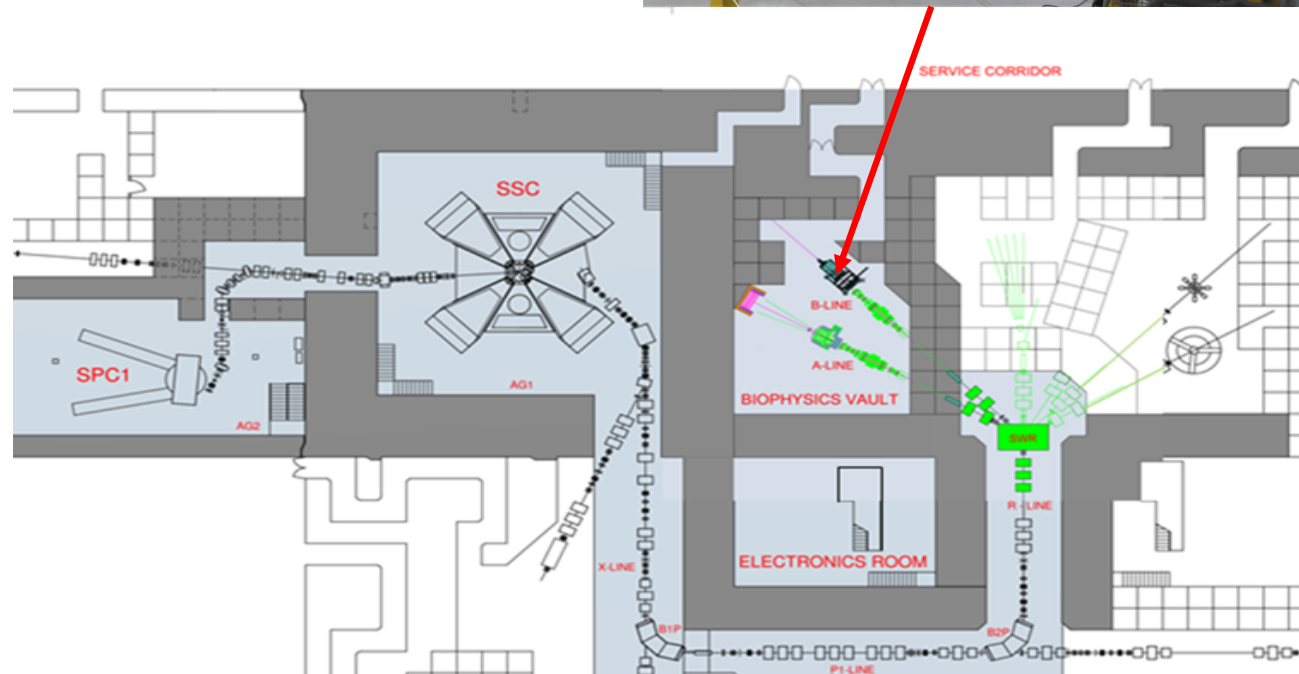 SERVICE CORRIDOR
SSC
SPC1
AG1
AG2
B-LINE
A-LINE
BIOPHYSICS VAULT
SWR
R - LINE
ELECTRONICS ROOM
X-LINE
B1P
B2P
P1-LINE